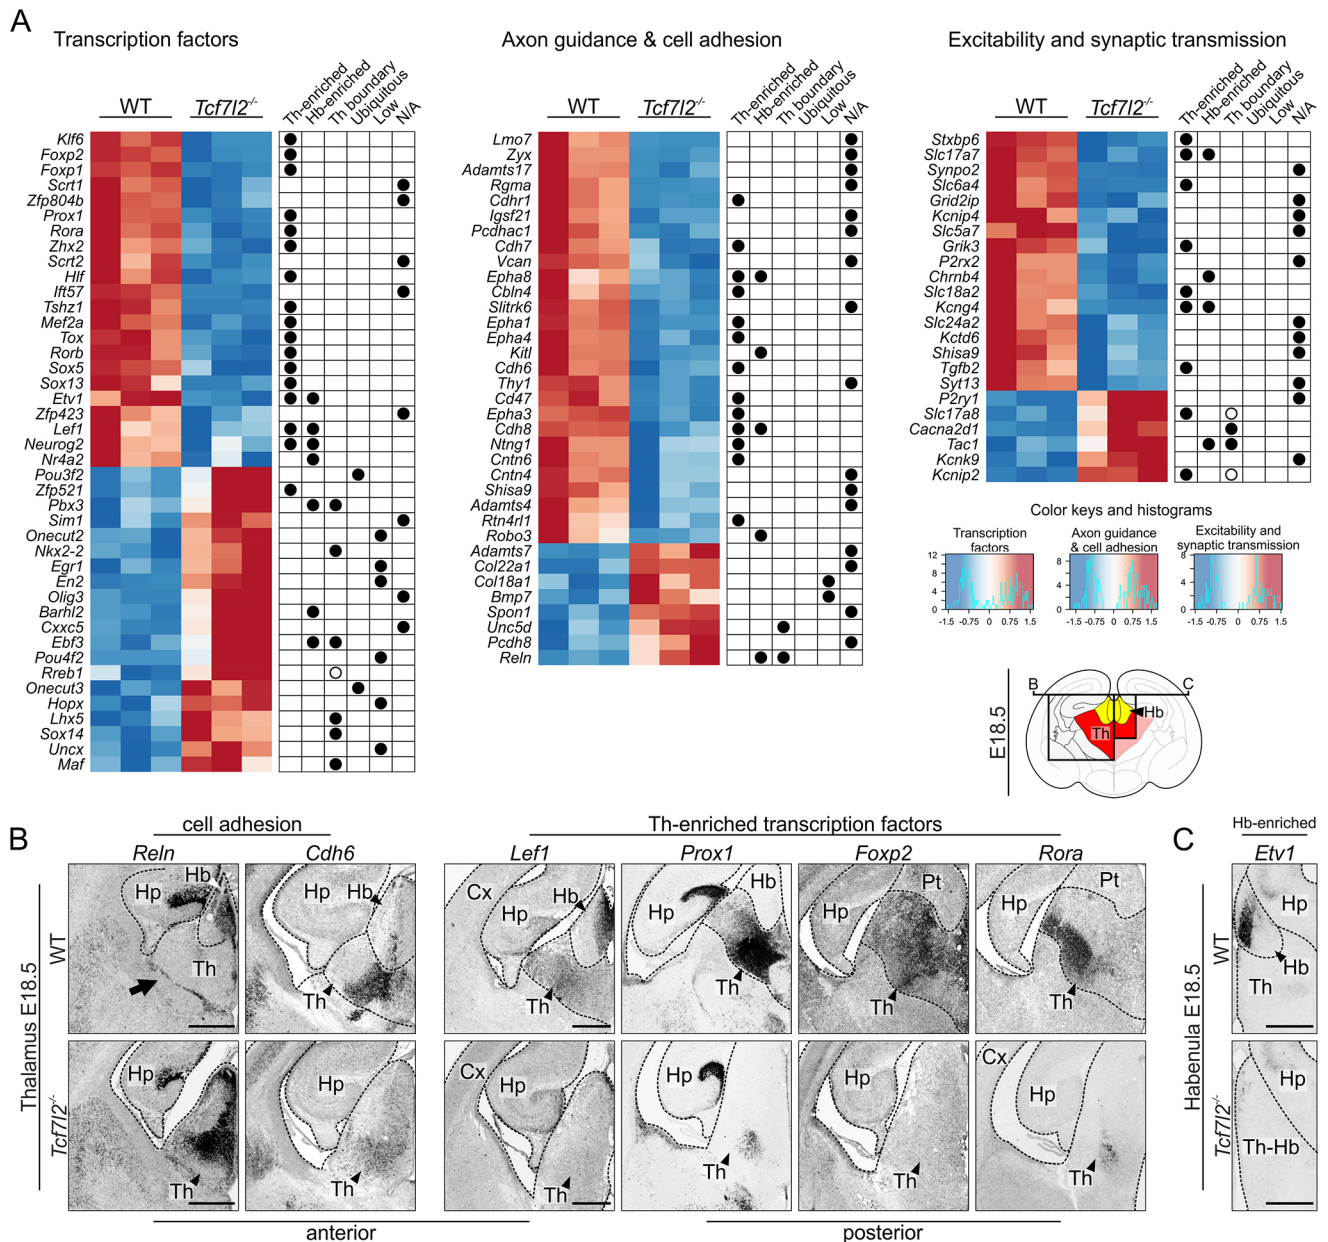 A
Transcription factors
Axon guidance & cell adhesion
Excitability and synaptic transmission
WT
Tcf7l2-/-
Th-enriched
Hb-enriched
Th boundary
Ubiquitous
Low
N/A
Klf6
Foxp2
Foxp1
Scrt1
Zfp804b
Prox1
Rora
Zhx2
Scrt2
Hlf
Ift57
Tshz1
Mef2a
Tox
Rorb
Sox5
Sox13
Etv1
Zfp423
Lef1
Neurog2
Nr4a2
Pou3f2
Zfp521
Pbx3
Sim1
Onecut2
Nkx2-2
Egr1
En2
Olig3
Barhl2
Cxxc5
Ebf3
Pou4f2
Rreb1
Onecut3
Hopx
Lhx5
Sox14
Uncx
Maf
WT
Tcf7l2-/-
Th-enriched
Hb-enriched
Th boundary
Ubiquitous
Low
N/A
Lmo7
Zyx
Adamts17
Rgma
Cdhr1
Igsf21
Pcdhac1
Cdh7
Vcan
Epha8
Cbln4
Slitrk6
Epha1
Epha4
Kitl
Cdh6
Thy1
Cd47
Epha3
Cdh8
Ntng1
Cntn6
Cntn4
Shisa9
Adamts4
Rtn4rl1
Robo3
Adamts7
Col22a1
Col18a1
Bmp7
Spon1
Unc5d
Pcdh8
Reln
WT
Tcf7l2-/-
Th-enriched
Hb-enriched
Th boundary
Ubiquitous
Low
N/A
Stxbp6
Slc17a7
Synpo2
Slc6a4
Grid2ip
Kcnip4
Slc5a7
Grik3
P2rx2
Chrnb4
Slc18a2
Kcng4
Slc24a2
Kctd6
Shisa9
Tgfb2
Syt13
P2ry1
Slc17a8
Cacna2d1
Tac1
Kcnk9
Kcnip2
Color keys and histograms
Transcription
factors
12
8
4
0
-1.5 0 0.75 1.5
Axon guidance
& cell adhesion
8
4
0
-1.5 0 0.75 1.5
Excitability and
synaptic transmission
8
4
0
-1.5 0 0.75 1.5
E18.5
B
C
Hb
Th
B
cell adhesion
Th-enriched transcription factors
Reln
Cdh6
Lef1
Prox1
Foxp2
Rora
Thalamus E18.5
WT
Tcf7l2-/-
Hb
Hp
Th
Hp
Hb
Th
Cx
Hb
Hp
Th
Hb
Hp
Th
Pt
Hp
Th
Pt
Hp
Th
Hp
Th
Hp
Th
Cx
Hp
Th
Hp
Th
Hp
Th
Cx
Hp
Th
anterior
posterior
C
Hb-enriched
Etv1
Habenula E18.5
WT
Tcf7l2-/-
Hp
Hb
Th
Hp
Th-Hb